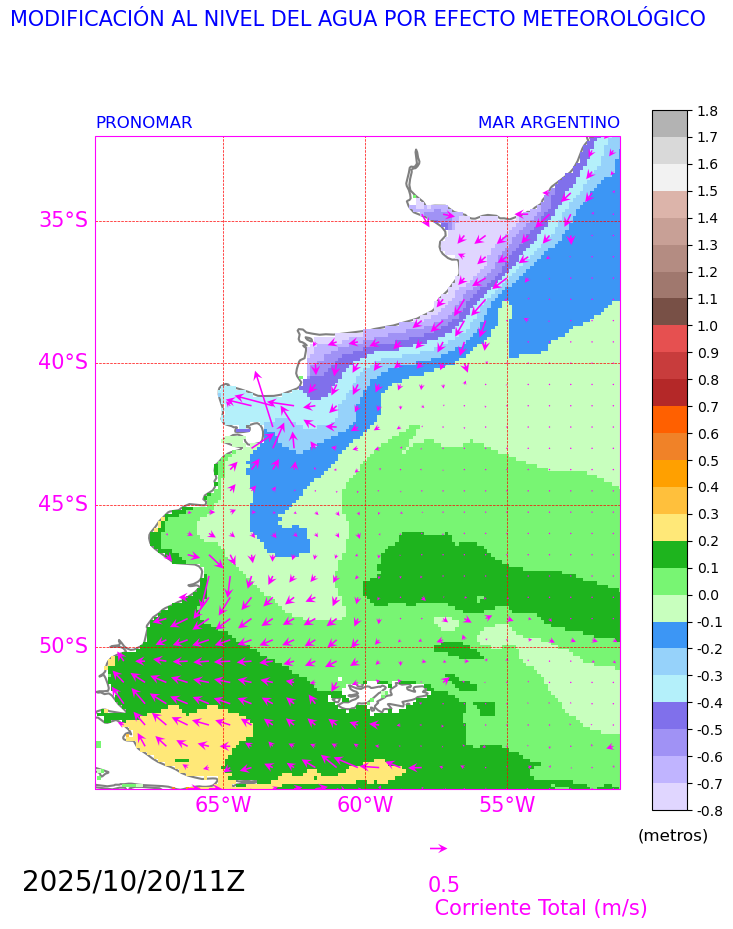 MODIFICACIÓN AL NIVEL DEL AGUA POR EFECTO METEOROLÓGICO
PRONOMAR
MAR ARGENTINO
35°S
40°S
45°S
50°S
65°W
60°W
55°W
1.8
1.7
1.6
1.5
1.4
1.3
1.2
1.1
1.0
0.9
0.8
0.7
0.6
0.5
0.4
0.3
0.2
0.1
0.0
-0.1
-0.2
-0.3
-0.4
-0.5
-0.6
-0.7
-0.8
(metros)
2025/10/20/11Z
0.5
Corriente Total (m/s)